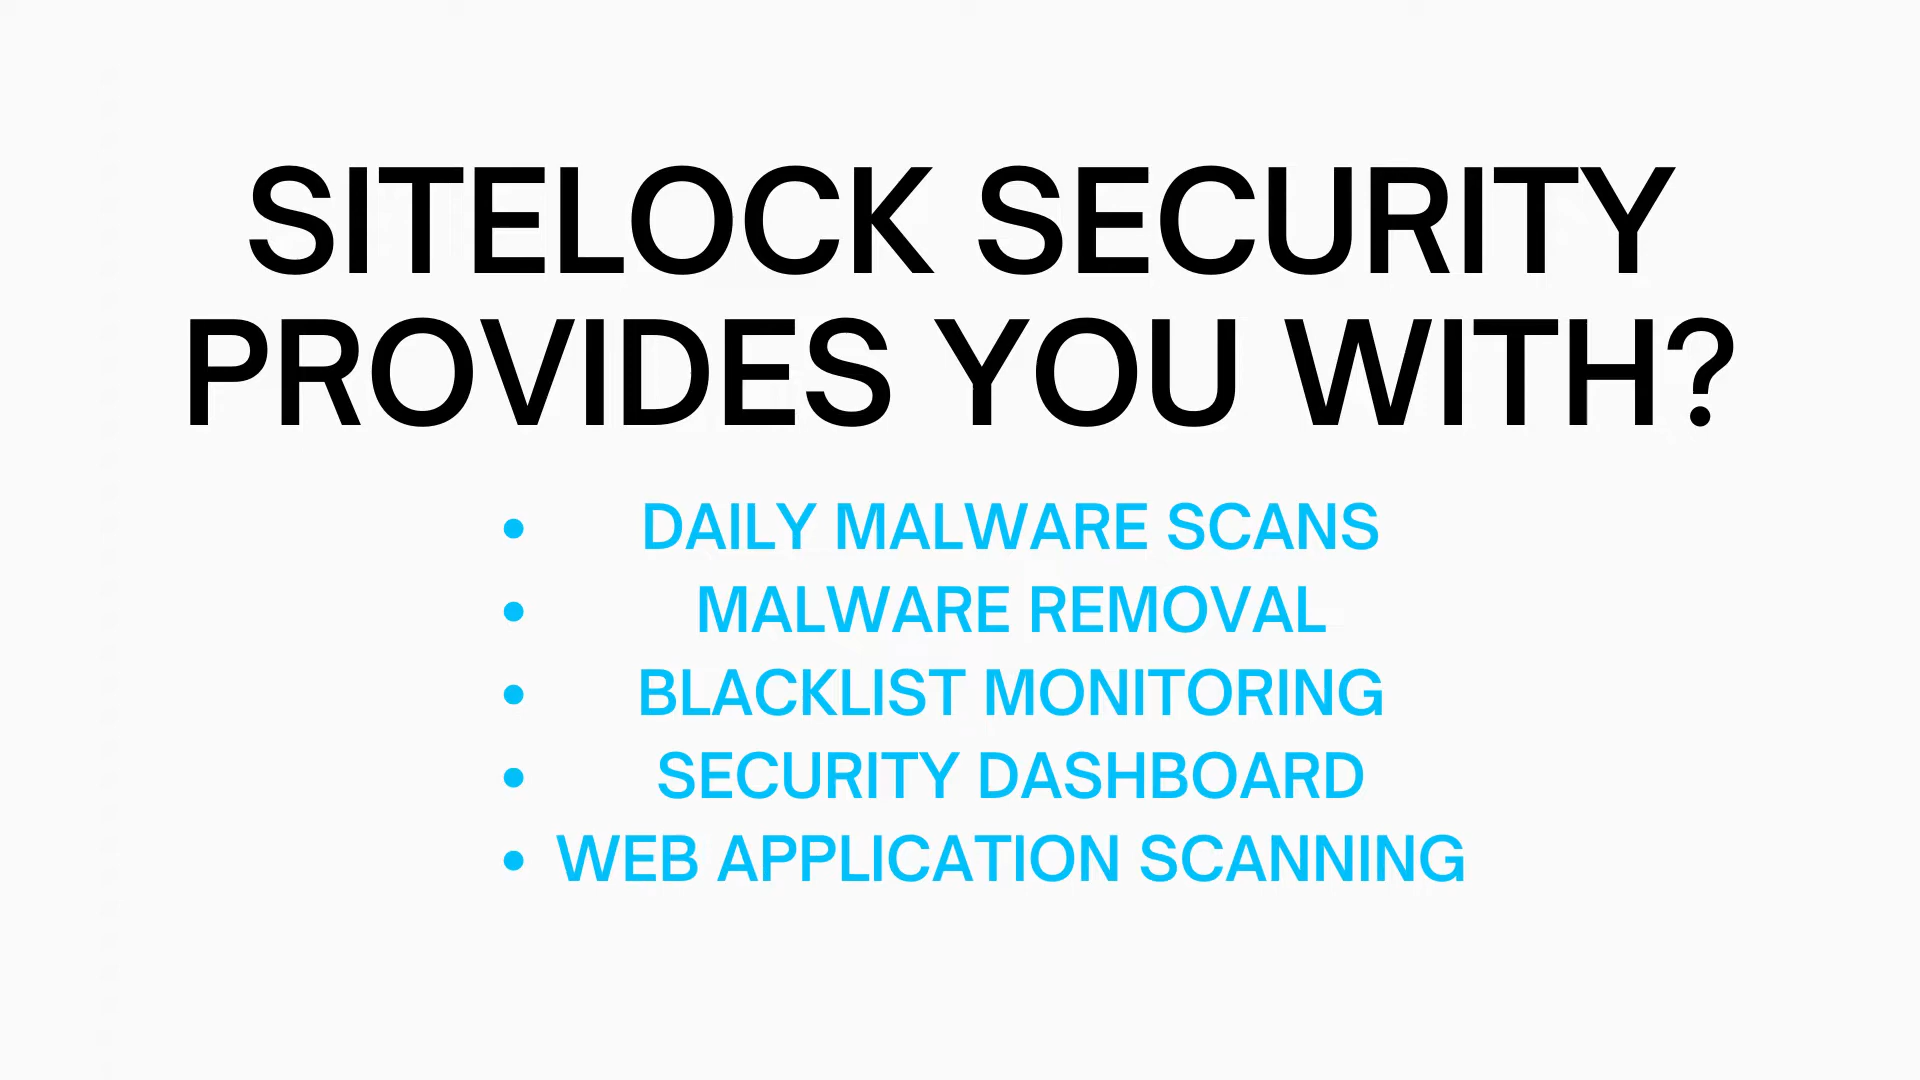 SITELOCK SECURITY
PROVIDES YOU WITH?
• DAILY MALWARE SCANS
• MALWARE REMOVAL
• BLACKLIST MONITORING
• SECURITY DASHBOARD
• WEB APPLICATION SCANNING